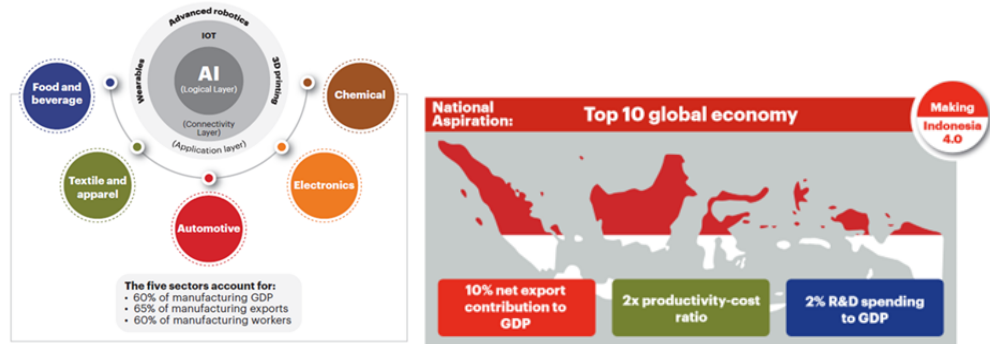 Advanced robotics
IOT
Wearables
3D printing
AI
(Logical Layer)
(Connectivity
Layer)
(Application layer)
Food and
beverage
Chemical
Textile and
apparel
Electronics
Automotive
The five sectors account for:
• 60% of manufacturing GDP
• 65% of manufacturing exports
• 60% of manufacturing workers
National
Aspiration:
Top 10 global economy
Making
Indonesia
4.0
10% net export
contribution to
GDP
2x productivity-cost
ratio
2% R&D spending
to GDP